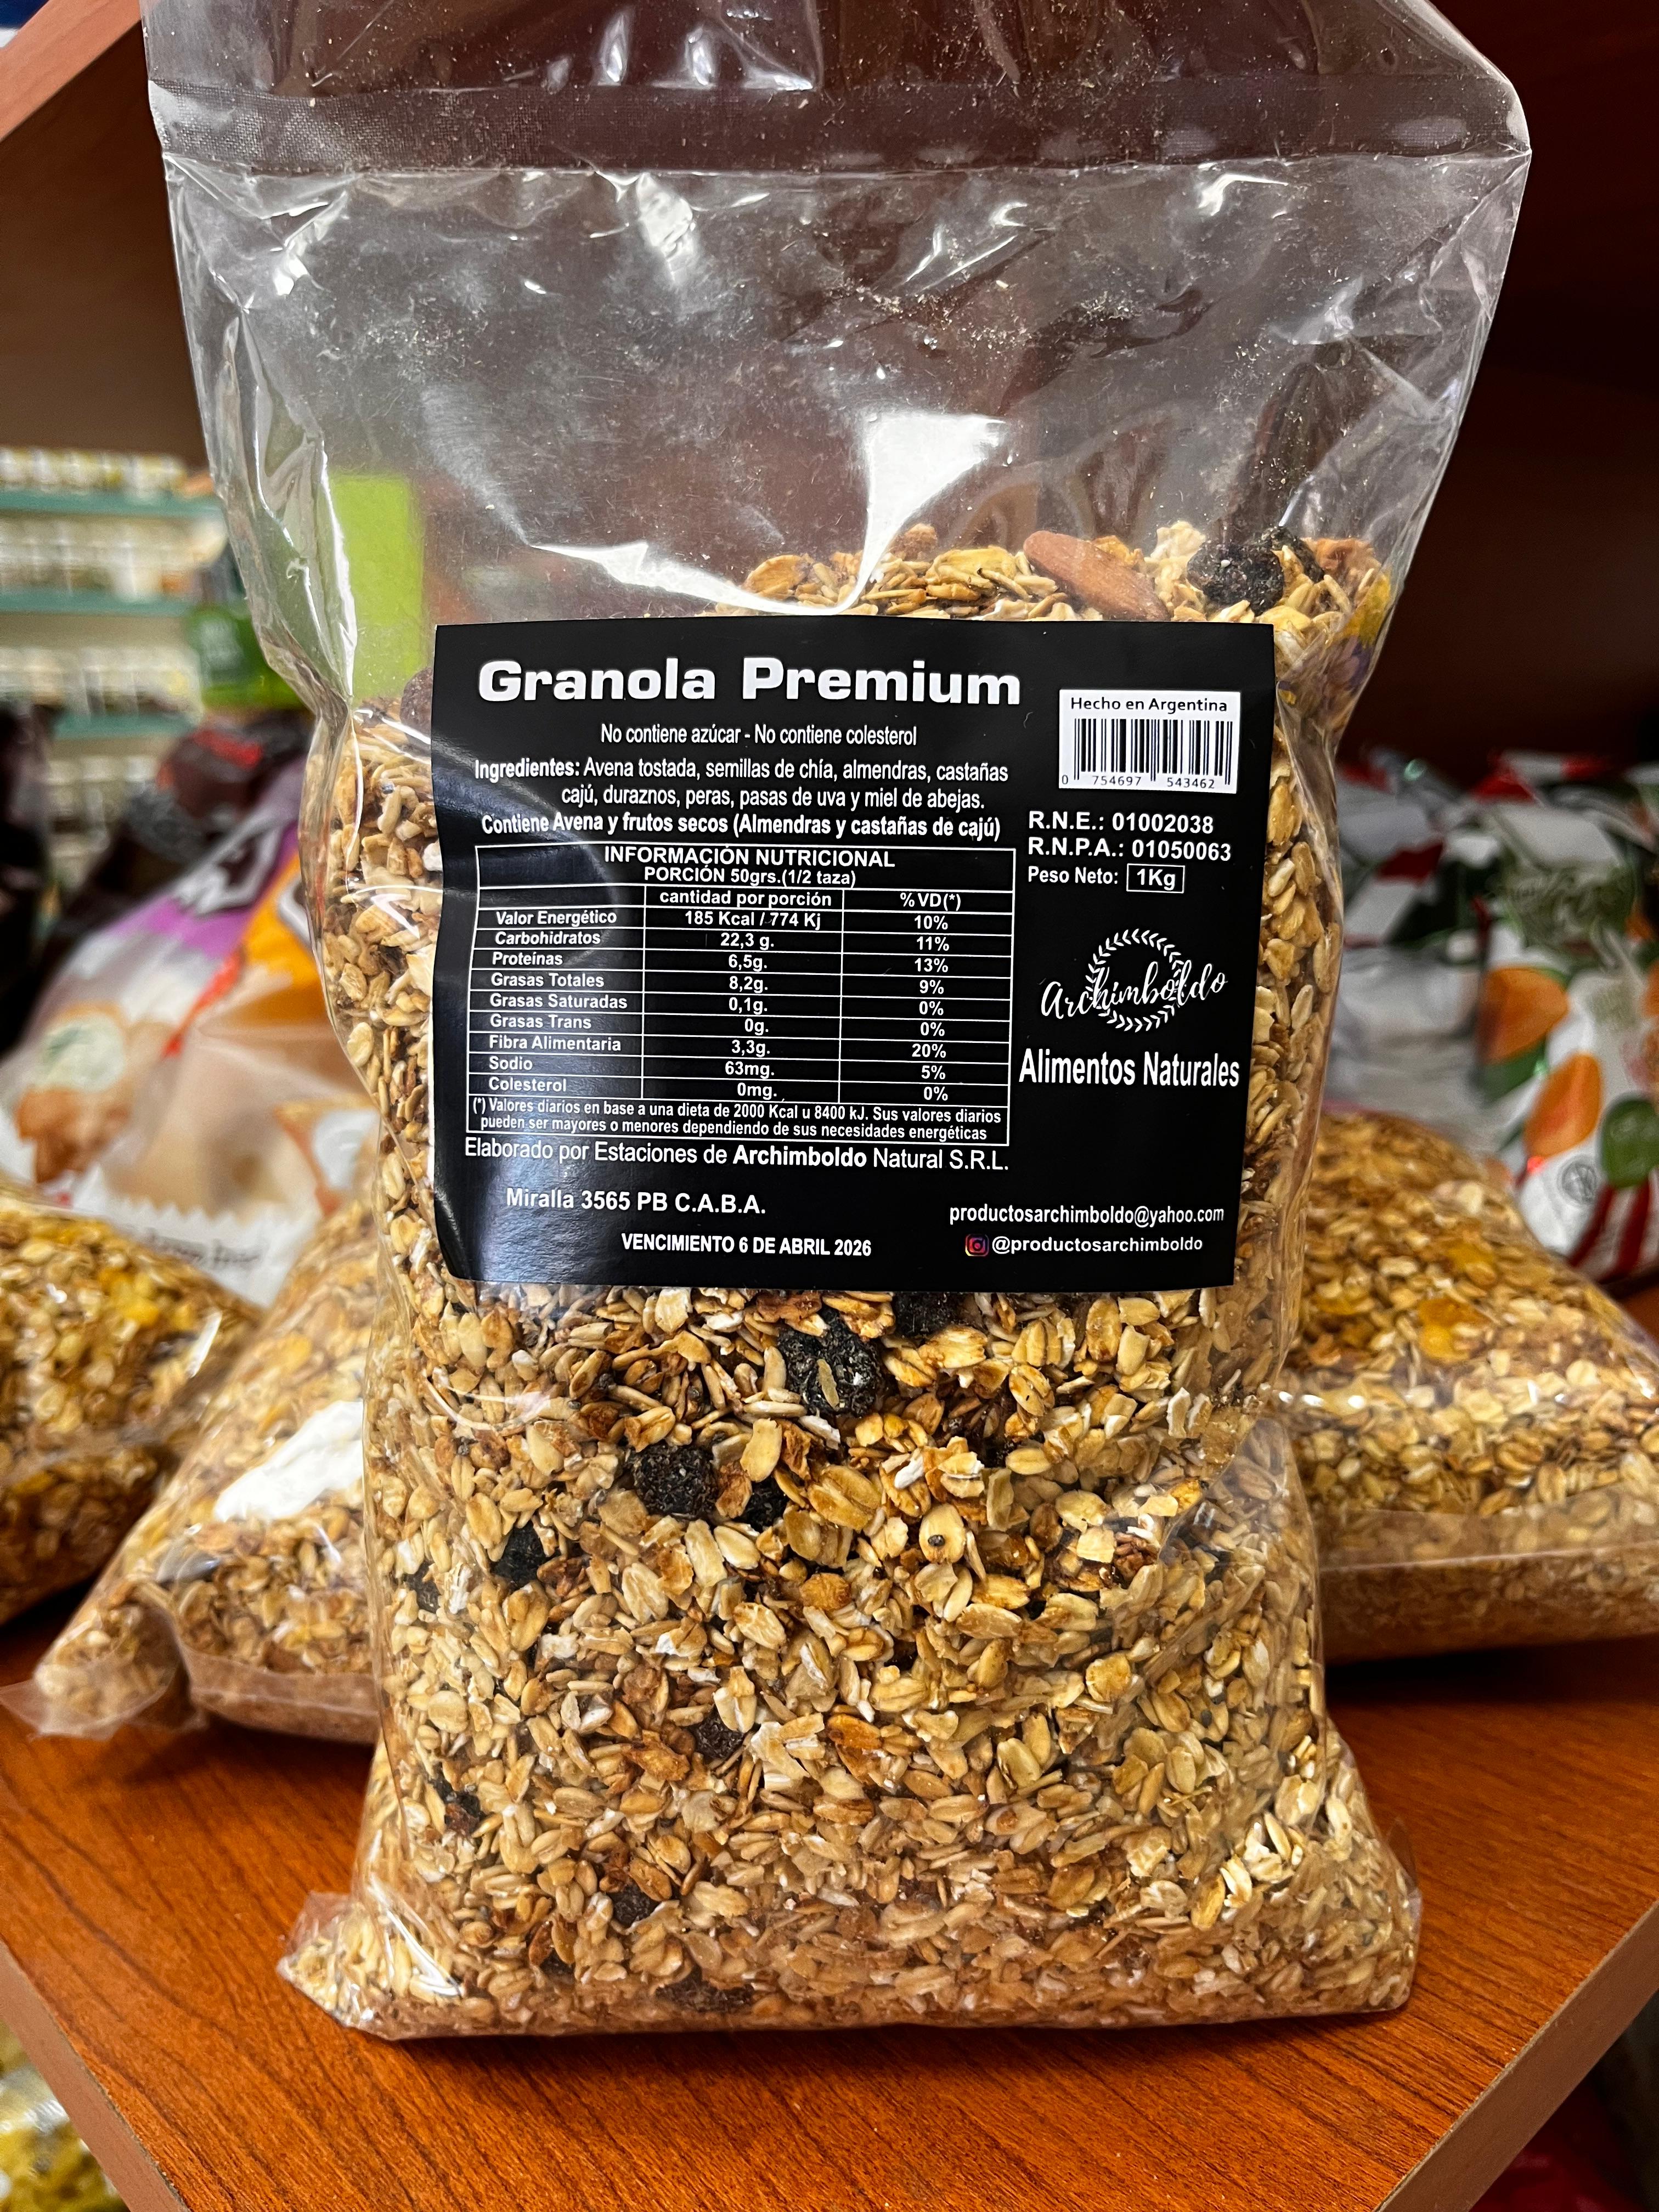 Granola Premium
No contiene azúcar - No contiene colesterol
Ingredientes: Avena tostada, semillas de chía, almendras, castañas
cajú, duraznos, peras, pasas de uva y miel de abejas.
Contiene Avena y frutos secos (Almendras y castañas de cajú)
INFORMACIÓN NUTRICIONAL
PORCIÓN 50grs.(1/2 taza)
cantidad por porción %VD(*)
Valor Energético 185 Kcal / 774 Kj 10%
Carbohidratos 22,3 g. 11%
Proteínas 6,5g. 13%
Grasas Totales 8,2g. 9%
Grasas Saturadas 0,1g. 0%
Grasas Trans 0g. 0%
Fibra Alimentaria 3,3g. 20%
Sodio 63mg. 5%
Colesterol 0mg. 0%
(*) Valores diarios en base a una dieta de 2000 Kcal u 8400 kJ. Sus valores diarios
pueden ser mayores o menores dependiendo de sus necesidades energéticas
Elaborado por Estaciones de Archimboldo Natural S.R.L.
Miralla 3565 PB C.A.B.A.
VENCIMIENTO 6 DE ABRIL 2026
Hecho en Argentina
0 754697 543462
R.N.E.: 01002038
R.N.P.A.: 01050063
Peso Neto: 1Kg
Archimboldo
Alimentos Naturales
productosarchimboldo@yahoo.com
@productosarchimboldo